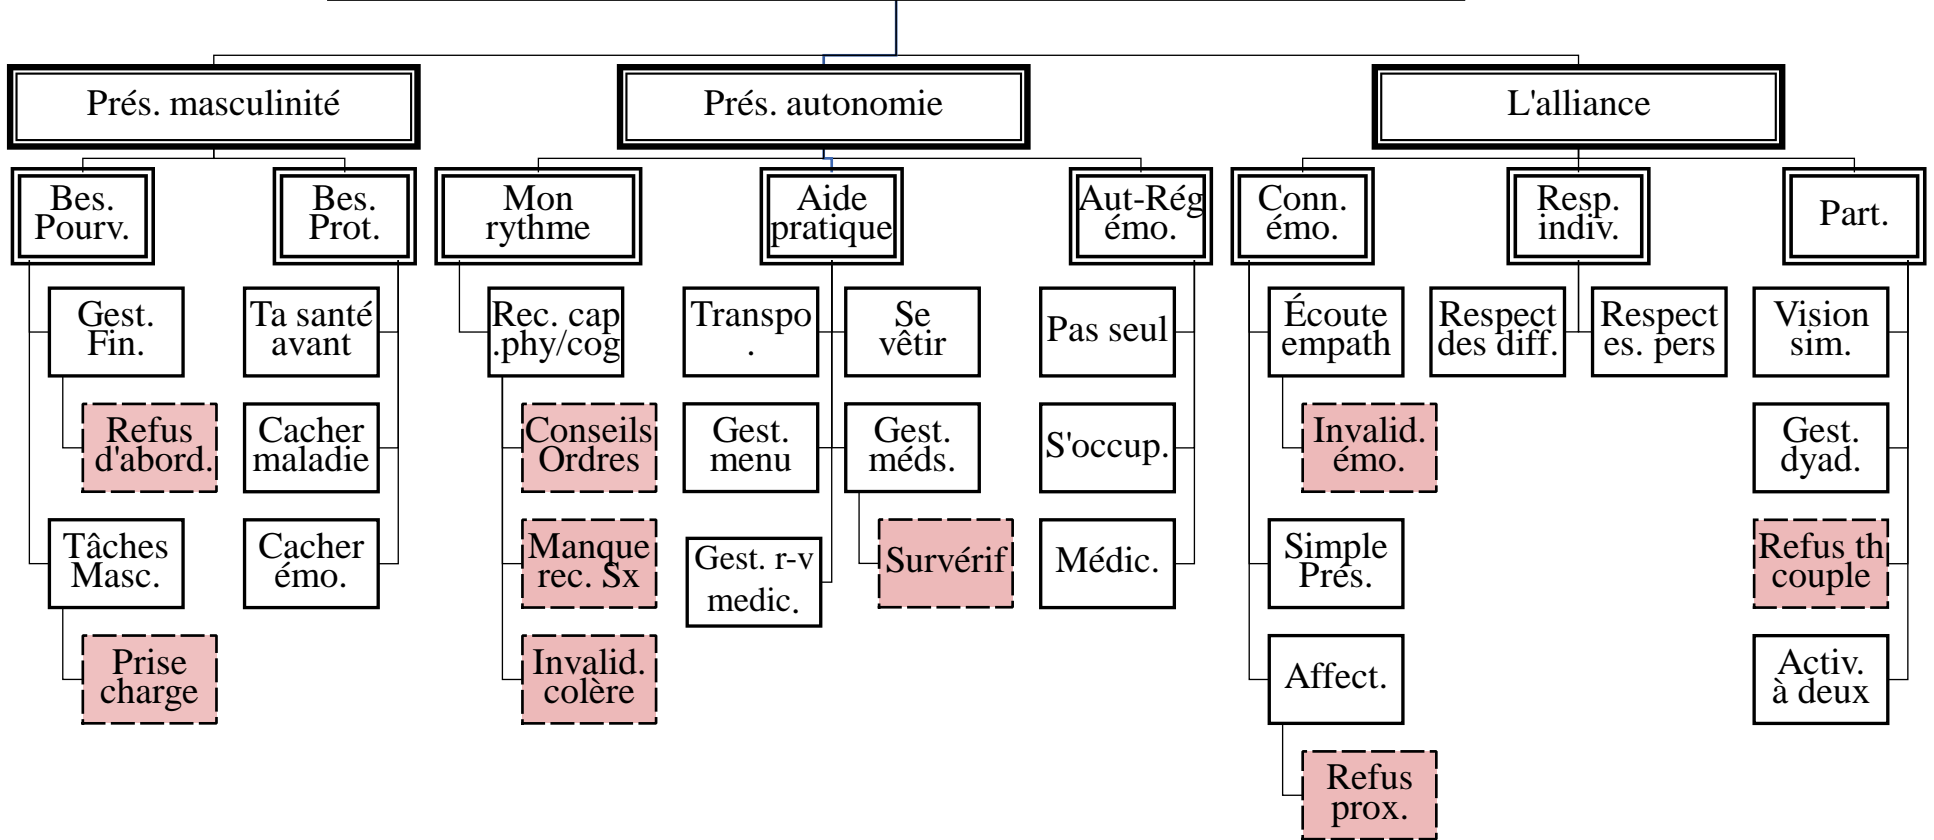 Prés. masculinité
Prés. autonomie
L'alliance
Bes.
Pourv.
Bes.
Prot.
Mon
rythme
Aide
pratique
Aut-Rég
émo.
Conn.
émo.
Resp.
indiv.
Part.
Gest.
Fin.
Ta santé
avant
Rec. cap
.phy/cog
Transpo
.
Se
vêtir
Pas seul
Écoute
empath
Respect
des diff.
Respect
es. pers
Vision
sim.
Refus
d'abord.
Cacher
maladie
Conseils
Ordres
Gest.
menu
Gest.
méds.
S'occup.
Invalid.
émo.
Gest.
dyad.
Tâches
Masc.
Cacher
émo.
Manque
rec. Sx
Gest. r-v
medic.
Survérif
Médic.
Simple
Prés.
Refus th
couple
Prise
charge
Invalid.
colère
Affect.
Activ.
à deux
Refus
prox.